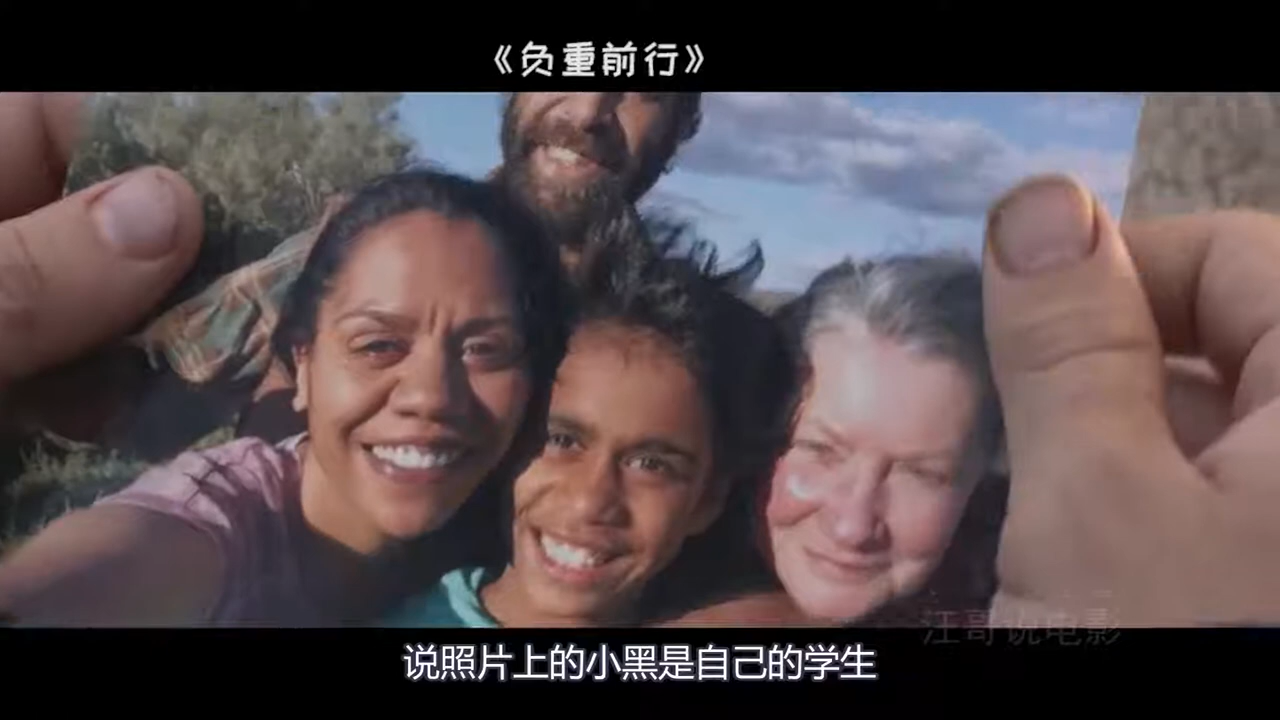 《负重前行》
汪哥说电影
说照片上的小黑是自己的学生